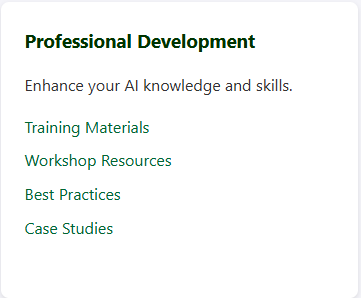 Professional Development
Enhance your AI knowledge and skills.
Training Materials
Workshop Resources
Best Practices
Case Studies